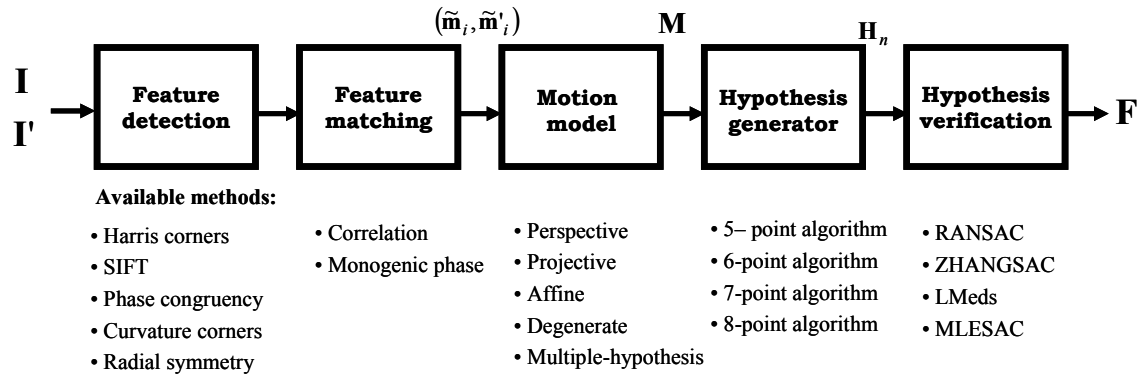 I
I'
Feature
detection
Feature
matching
(m̃ᵢ, m̃'ᵢ)
Motion
model
M
Hypothesis
generator
Hₙ
Hypothesis
verification
F
Available methods:
• Harris corners
• SIFT
• Phase congruency
• Curvature corners
• Radial symmetry
• Correlation
• Monogenic phase
• Perspective
• Projective
• Affine
• Degenerate
• Multiple-hypothesis
• 5– point algorithm
• 6-point algorithm
• 7-point algorithm
• 8-point algorithm
• RANSAC
• ZHANGSAC
• LMeds
• MLESAC